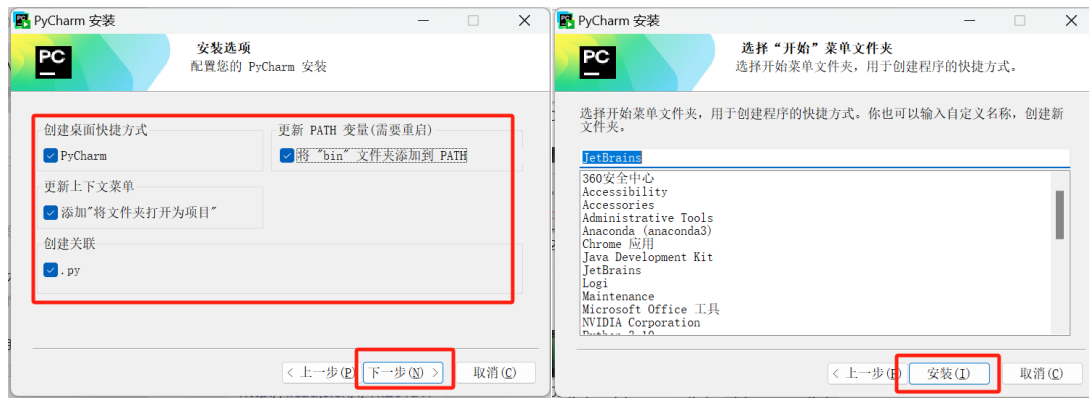 PyCharm 安装
PC
安装选项
配置您的 PyCharm 安装
创建桌面快捷方式
PyCharm
更新 PATH 变量(需要重启)
将 "bin" 文件夹添加到 PATH
更新上下文菜单
添加"将文件夹打开为项目"
创建关联
.py
< 上一步(P)
下一步(N) >
取消(C)
PyCharm 安装
PC
选择“开始”菜单文件夹
选择开始菜单文件夹，用于创建程序的快捷方式。
选择开始菜单文件夹，用于创建程序的快捷方式。你也可以输入自定义名称，创建新
文件夹。
JetBrains
360安全中心
Accessibility
Accessories
Administrative Tools
Anaconda (anaconda3)
Chrome 应用
Java Development Kit
JetBrains
Logi
Maintenance
Microsoft Office 工具
NVIDIA Corporation
< 上一步(P)
安装(I)
取消(C)